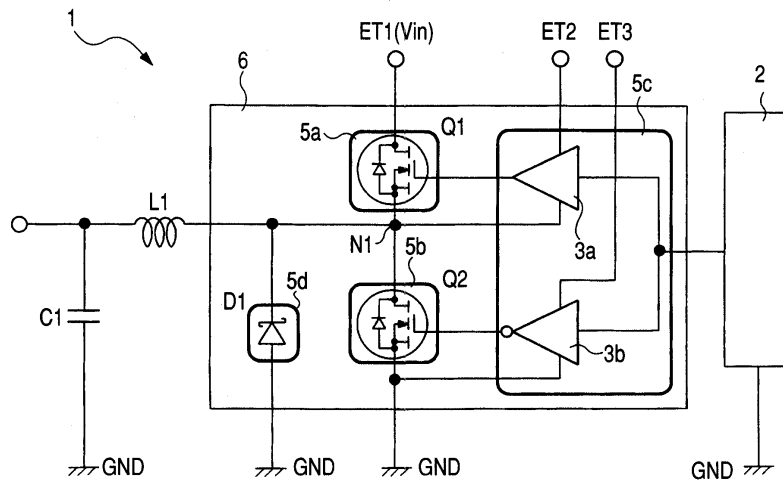 1
ET1(Vin)
ET2
ET3
6
5a
Q1
5c
2
L1
N1
3a
5b
C1
D1
5d
Q2
3b
GND
GND
GND
GND